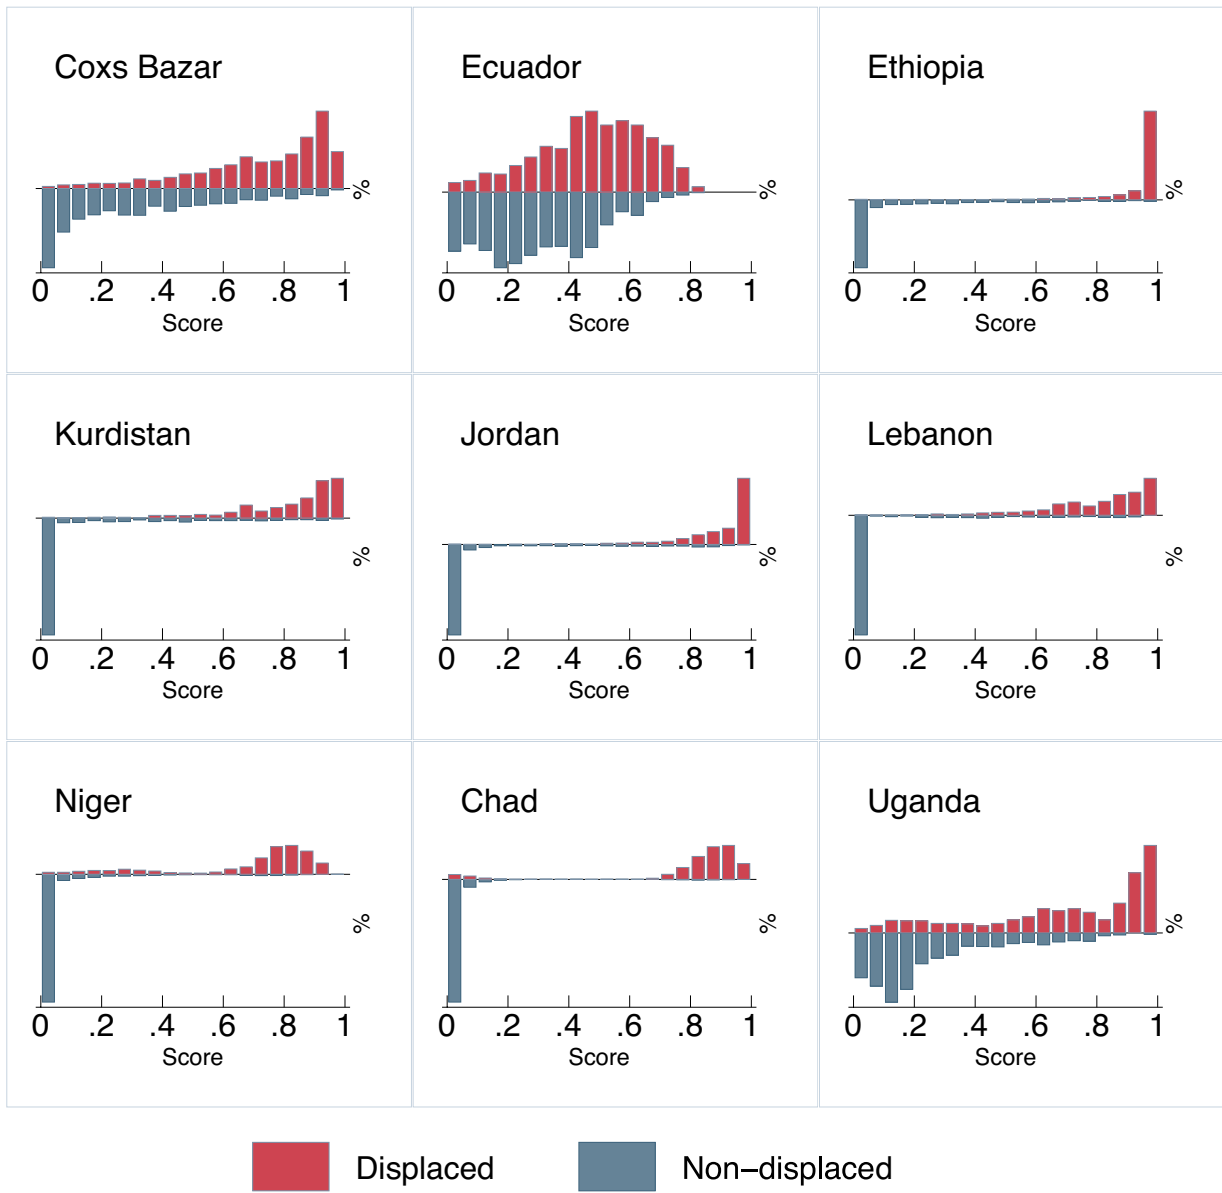 Coxs Bazar
%
0 .2 .4 .6 .8 1
Score
Ecuador
%
0 .2 .4 .6 .8 1
Score
Ethiopia
%
0 .2 .4 .6 .8 1
Score
Kurdistan
%
0 .2 .4 .6 .8 1
Score
Jordan
%
0 .2 .4 .6 .8 1
Score
Lebanon
%
0 .2 .4 .6 .8 1
Score
Niger
%
0 .2 .4 .6 .8 1
Score
Chad
%
0 .2 .4 .6 .8 1
Score
Uganda
%
0 .2 .4 .6 .8 1
Score
Displaced Non−displaced